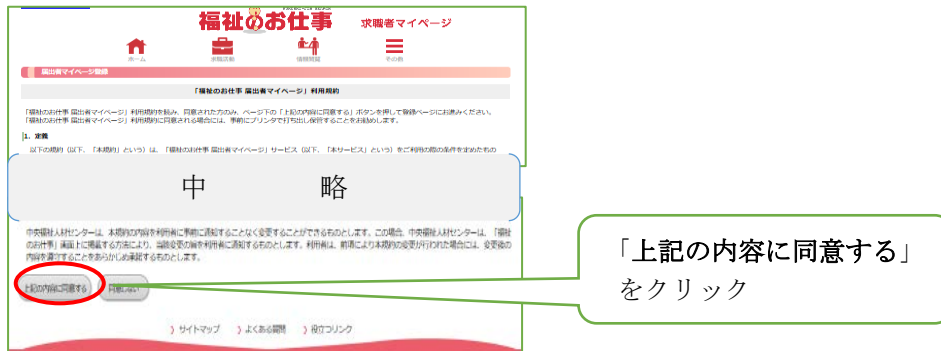 福祉のお仕事 求職者マイページ
ホーム 求職活動 情報閲覧 その他
届出者マイページ登録
「福祉のお仕事 届出者マイページ」利用規約
「福祉のお仕事 届出者マイページ」利用規約を読み、同意された方のみ、ページ下の「上記の内容に同意する」ボタンを押して登録ページにお進みください。
「福祉のお仕事 届出者マイページ」利用規約に同意される場合には、事前にプリンタで打ち出し保管することをお勧めします。
1. 定義
以下の規約（以下、「本規約」という）は、「福祉のお仕事 届出者マイページ」サービス（以下、「本サービス」という）をご利用の際の条件を定めたもの
中 略
中央福祉人材センターは、本規約の内容を利用者に事前に通知することなく変更することができるものとします。この場合、中央福祉人材センターは、「福祉
のお仕事」画面上に掲載する方法により、当該変更の旨を利用者に通知するものとします。利用者は、前項により本規約の変更が行われた場合には、変更後の
内容を遵守することをあらかじめ承諾するものとします。
上記の内容に同意する 同意しない
サイトマップ よくある質問 役立つリンク
「上記の内容に同意する」
をクリック